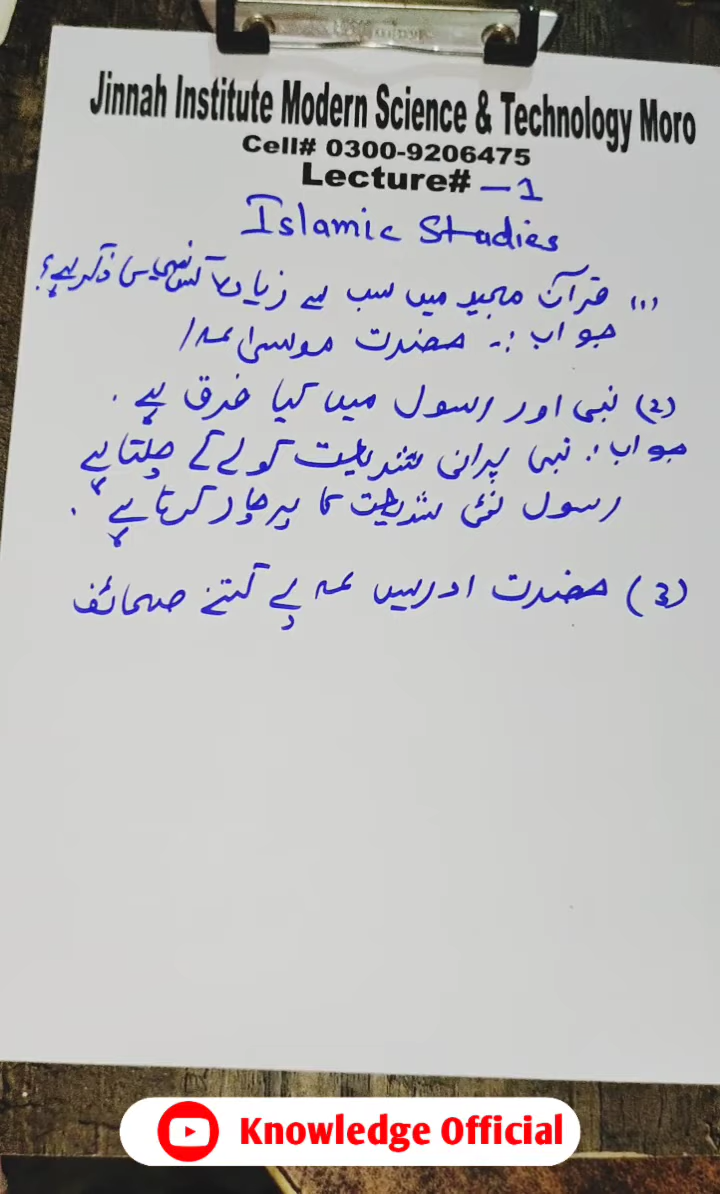 Jinnah Institute Modern Science & Technology Moro
Cell# 0300-9206475
Lecture# -1
Islamic Studies
(1) قرآن مجید میں سب سے زیادہ کس نبی کا ذکر ہے؟
جواب:۔ حضرت موسیٰ عہ/
(2) نبی اور رسول میں کیا فرق ہے۔
جواب:۔ نبی پرانی شریعت کو لے کے چلتا ہے
رسول نئی شریعت کا پرچار کرتا ہے۔
(3) حضرت ادریس عہ پے کتنے صحائف
Knowledge Official